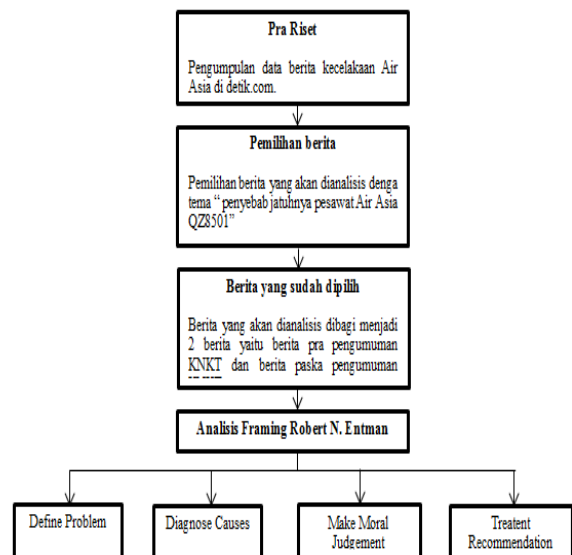 Pra Riset
Pengumpulan data berita kecelakaan Air
Asia di detik.com.
Pemilihan berita
Pemilihan berita yang akan dianalisis denga
tema “ penyebab jatuhnya pesawat Air Asia
QZ8501”
Berita yang sudah dipilih
Berita yang akan dianalisis dibagi menjadi
2 berita yaitu berita pra pengumuman
KNKT dan berita paska pengumuman
Analisis Framing Robert N. Entman
Define Problem
Diagnose Causes
Make Moral
Judgement
Treatent
Recommendation